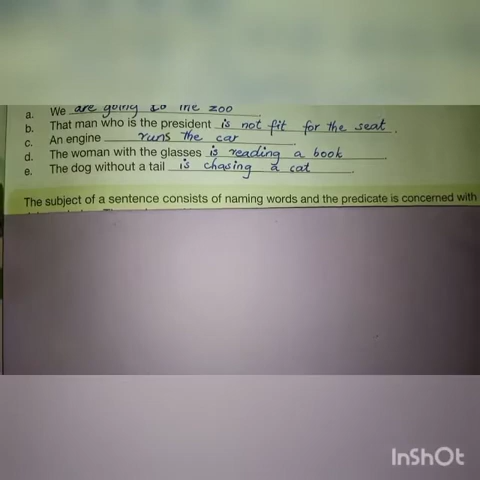 a. We are going to the zoo.
b. That man who is the president is not fit for the seat.
c. An engine runs the car.
d. The woman with the glasses is reading a book.
e. The dog without a tail is chasing a cat.
The subject of a sentence consists of naming words and the predicate is concerned with
InShOt